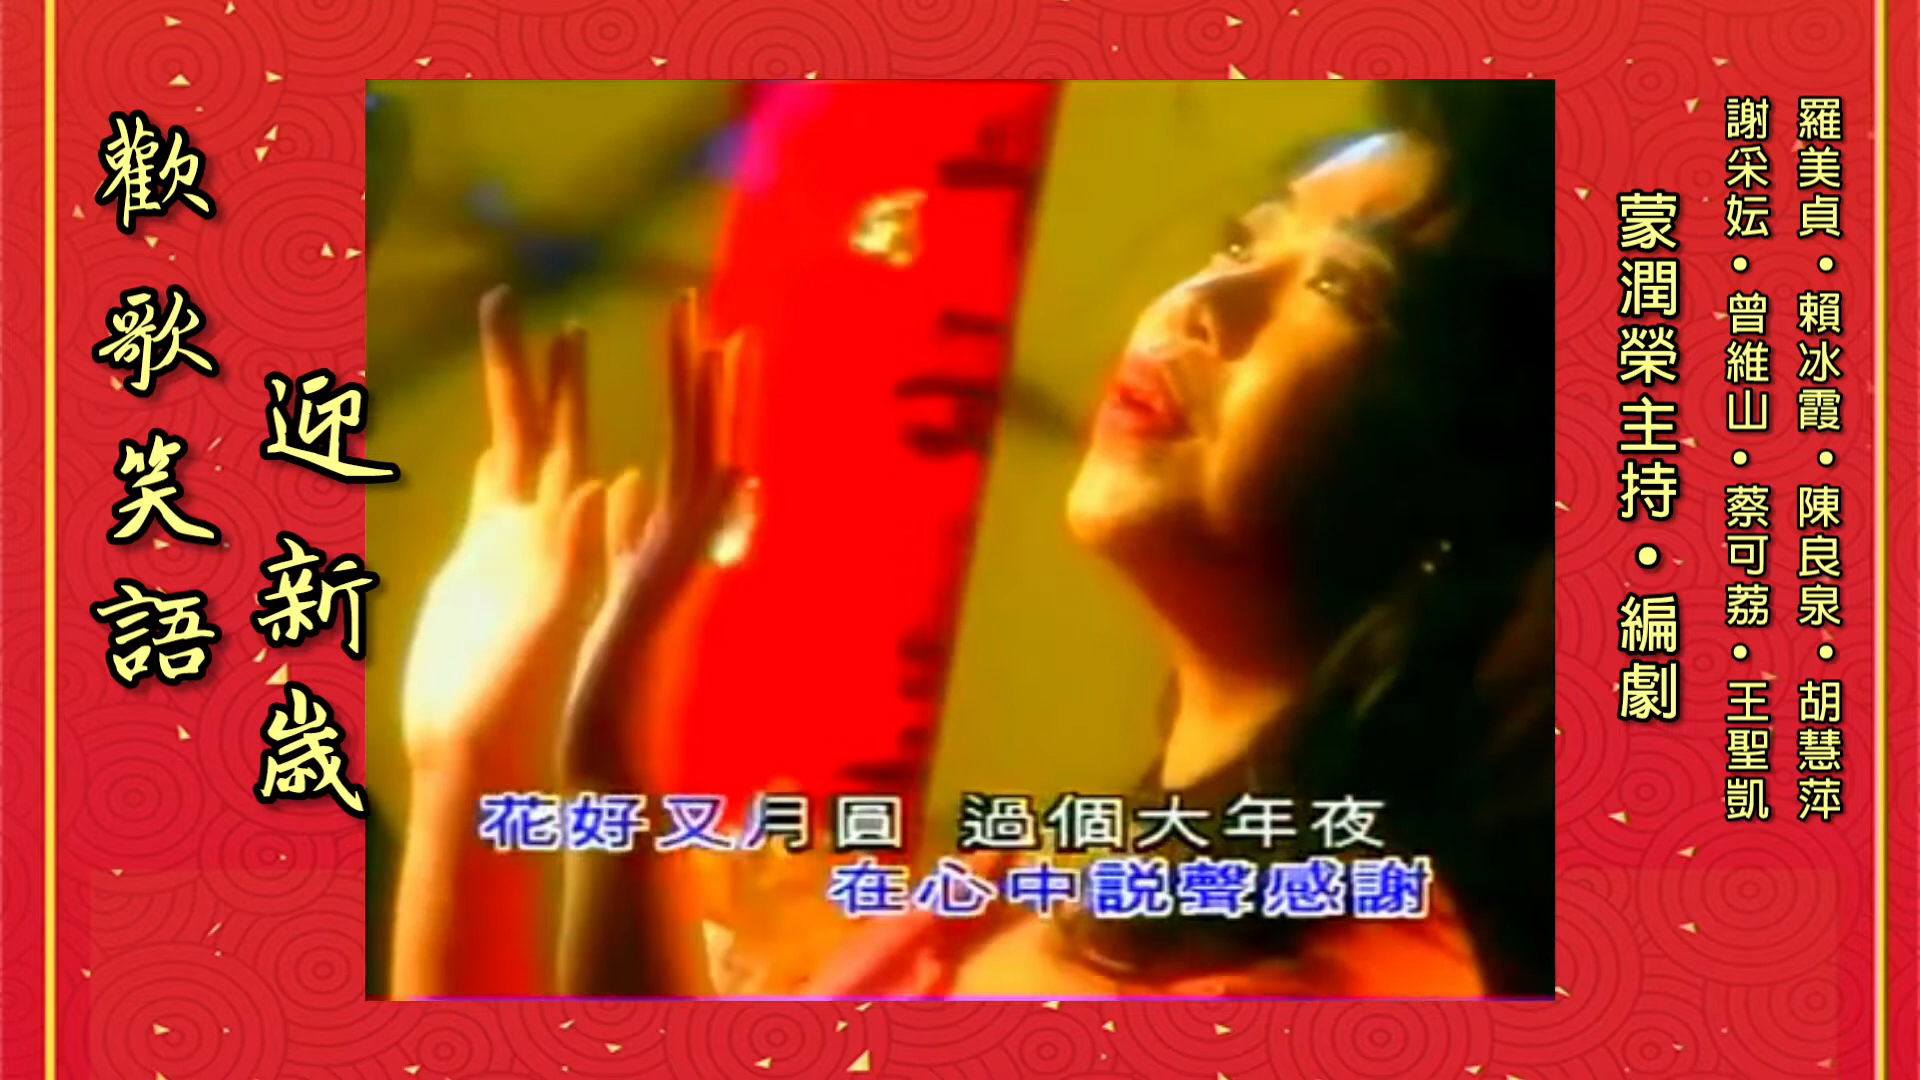 歡歌笑語
迎新歲
花好又月圓 過個大年夜
在心中説聲感謝
羅美貞・賴冰霞・陳良泉・胡慧萍
謝采妘・曾維山・蔡可荔・王聖凱
蒙潤榮主持・編劇